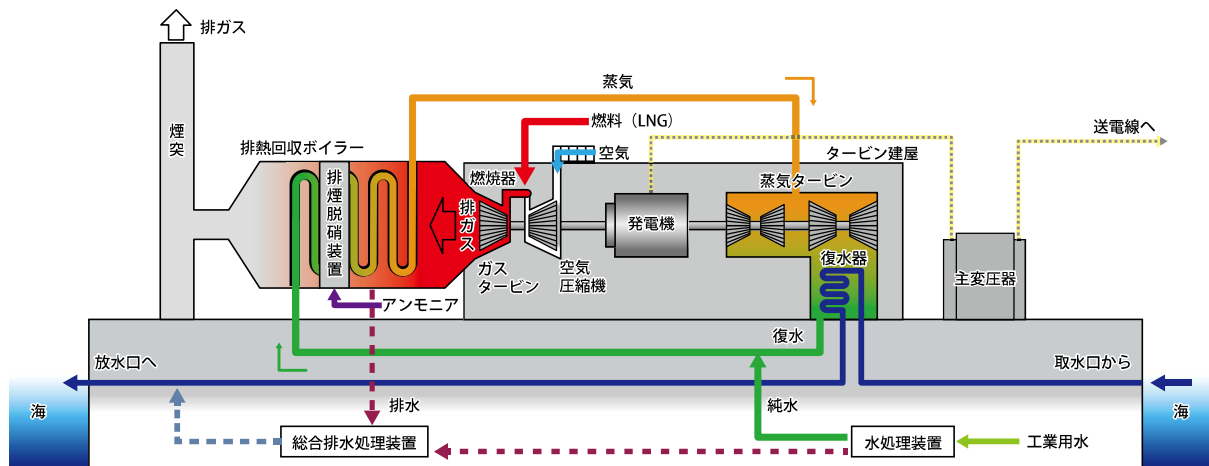 排ガス
蒸気
燃料（LNG）
送電線へ
煙突
排熱回収ボイラー
空気
タービン建屋
燃焼器
蒸気タービン
排煙脱硝装置
排ガス
発電機
復水器
ガス
タービン
空気
圧縮機
主変圧器
アンモニア
復水
放水口へ
取水口から
海
排水
純水
海
総合排水処理装置
水処理装置
工業用水